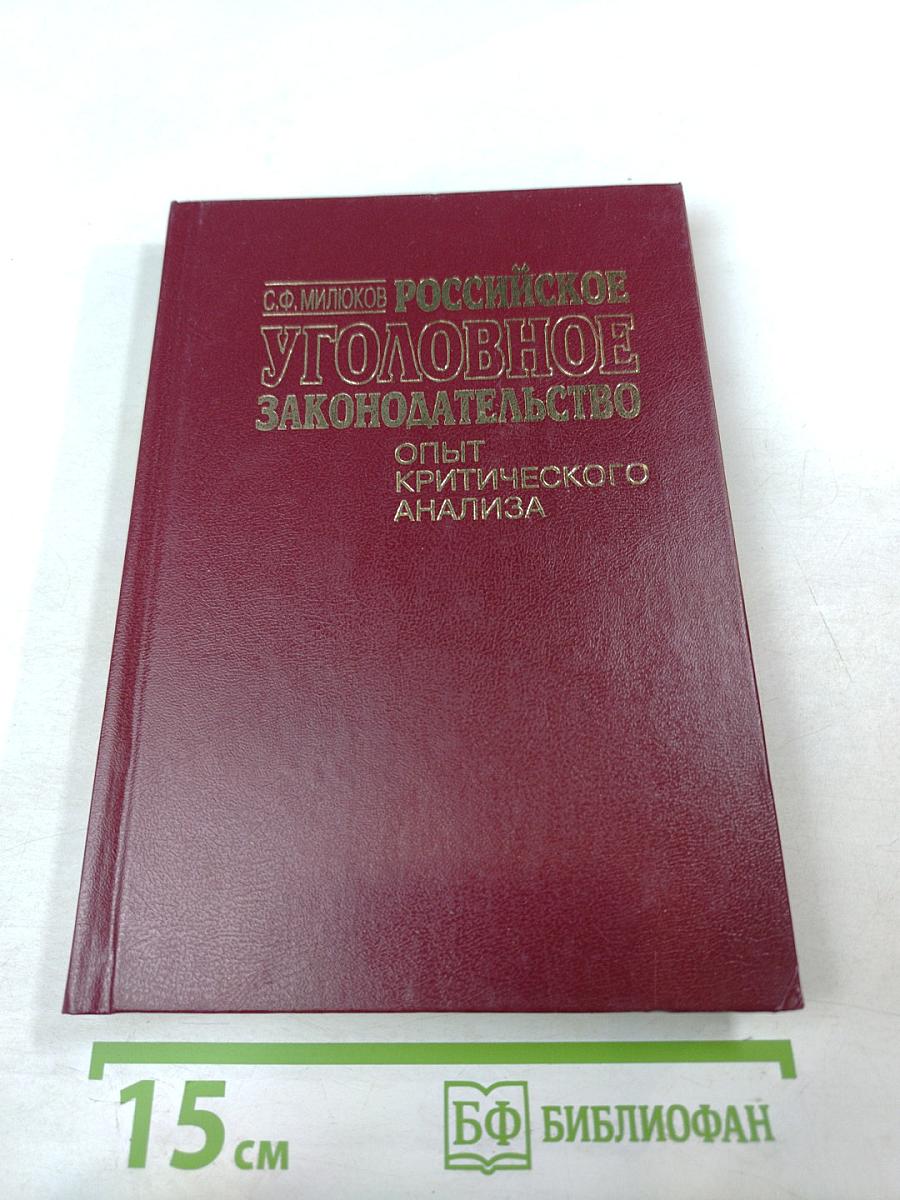 С.Ф. МИЛЮКОВ РОССИЙСКОЕ
УГОЛОВНОЕ
ЗАКОНОДАТЕЛЬСТВО
ОПЫТ
КРИТИЧЕСКОГО
АНАЛИЗА
15 см
БФ БИБЛИОФАН